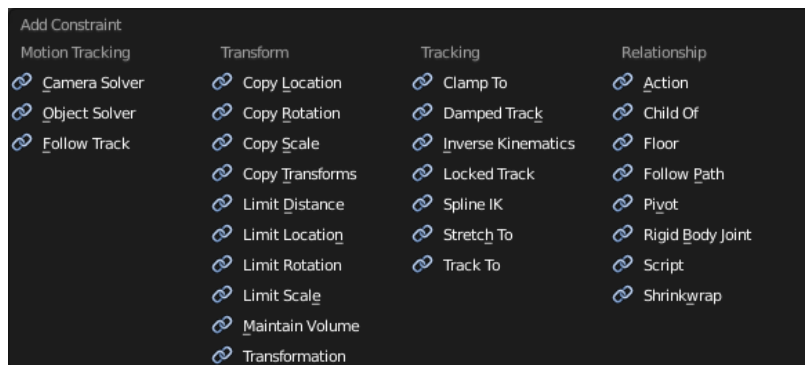 Add Constraint
Motion Tracking
Camera Solver
Object Solver
Follow Track
Transform
Copy Location
Copy Rotation
Copy Scale
Copy Transforms
Limit Distance
Limit Location
Limit Rotation
Limit Scale
Maintain Volume
Transformation
Tracking
Clamp To
Damped Track
Inverse Kinematics
Locked Track
Spline IK
Stretch To
Track To
Relationship
Action
Child Of
Floor
Follow Path
Pivot
Rigid Body Joint
Script
Shrinkwrap